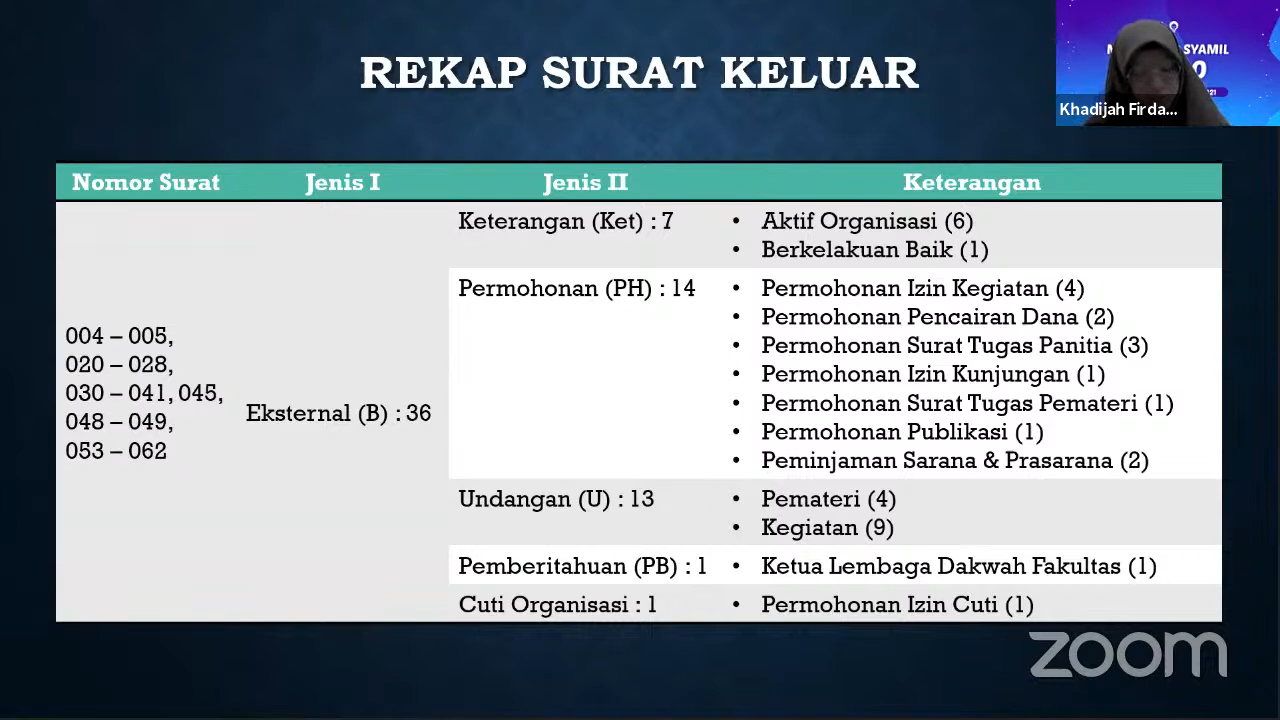 REKAP SURAT KELUAR
SYAMIL
Khadijah Firda...
Nomor Surat Jenis I Jenis II Keterangan
004 – 005,
020 – 028,
030 – 041, 045,
048 – 049,
053 – 062
Eksternal (B) : 36
Keterangan (Ket) : 7
• Aktif Organisasi (6)
• Berkelakuan Baik (1)
Permohonan (PH) : 14
• Permohonan Izin Kegiatan (4)
• Permohonan Pencairan Dana (2)
• Permohonan Surat Tugas Panitia (3)
• Permohonan Izin Kunjungan (1)
• Permohonan Surat Tugas Pemateri (1)
• Permohonan Publikasi (1)
• Peminjaman Sarana & Prasarana (2)
Undangan (U) : 13
• Pemateri (4)
• Kegiatan (9)
Pemberitahuan (PB) : 1
• Ketua Lembaga Dakwah Fakultas (1)
Cuti Organisasi : 1
• Permohonan Izin Cuti (1)
zoom